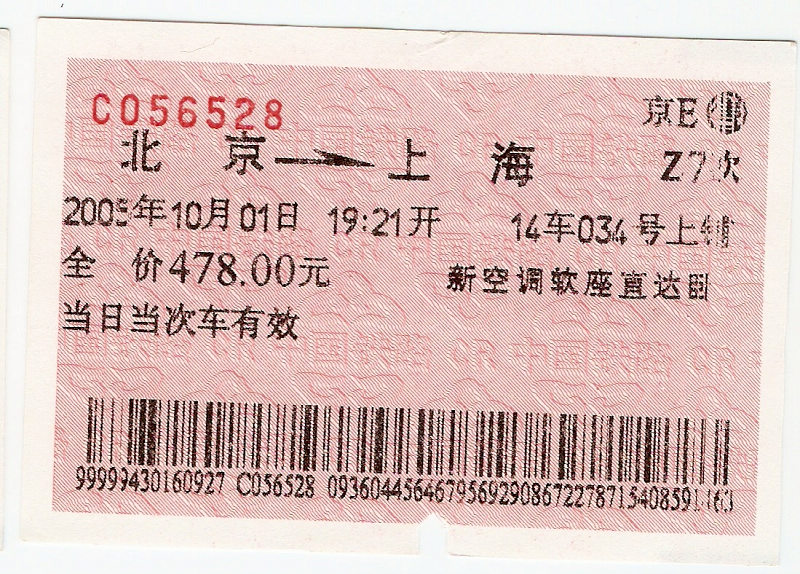 C056528 京E(售)
北 京 → 上 海 Z7次
2005年10月01日 19:21开 14车034号上铺
全 价478.00元 新空调软座直达卧
当日当次车有效
99999430160927 C056528 09360445646795692908672278715408591463